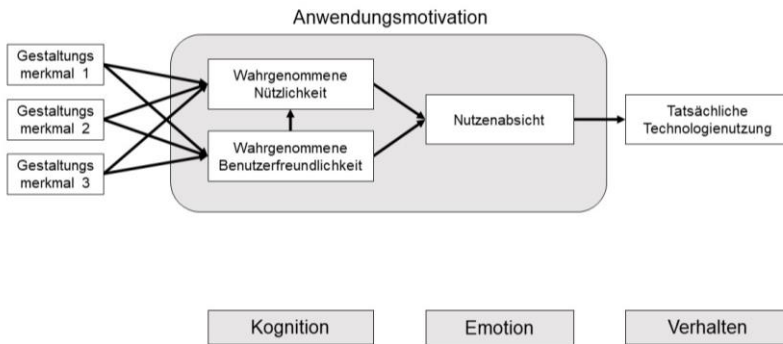 Anwendungsmotivation
Gestaltungs
merkmal 1
Gestaltungs
merkmal 2
Gestaltungs
merkmal 3
Wahrgenommene
Nützlichkeit
Wahrgenommene
Benutzerfreundlichkeit
Nutzenabsicht
Tatsächliche
Technologienutzung
Kognition
Emotion
Verhalten